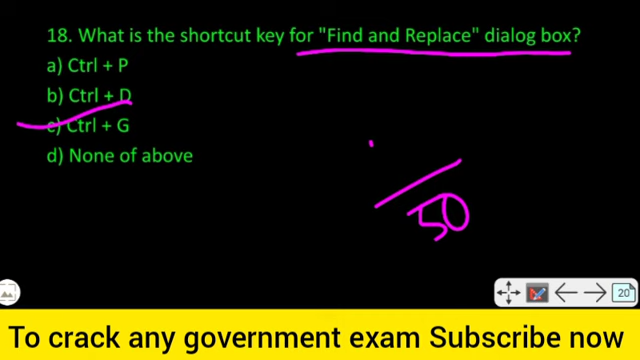 18. What is the shortcut key for "Find and Replace" dialog box?
a) Ctrl + P
b) Ctrl + D
c) Ctrl + G
d) None of above
/50
20
To crack any government exam Subscribe now